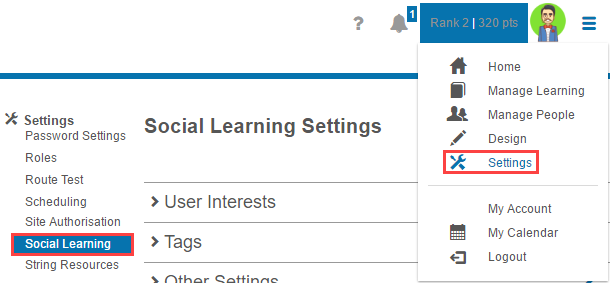 ?
1
Rank 2 | 320 pts
Home
Manage Learning
Manage People
Design
Settings
My Account
My Calendar
Logout
Settings
Password Settings
Roles
Route Test
Scheduling
Site Authorisation
Social Learning
String Resources
Social Learning Settings
User Interests
Tags
Other Settings